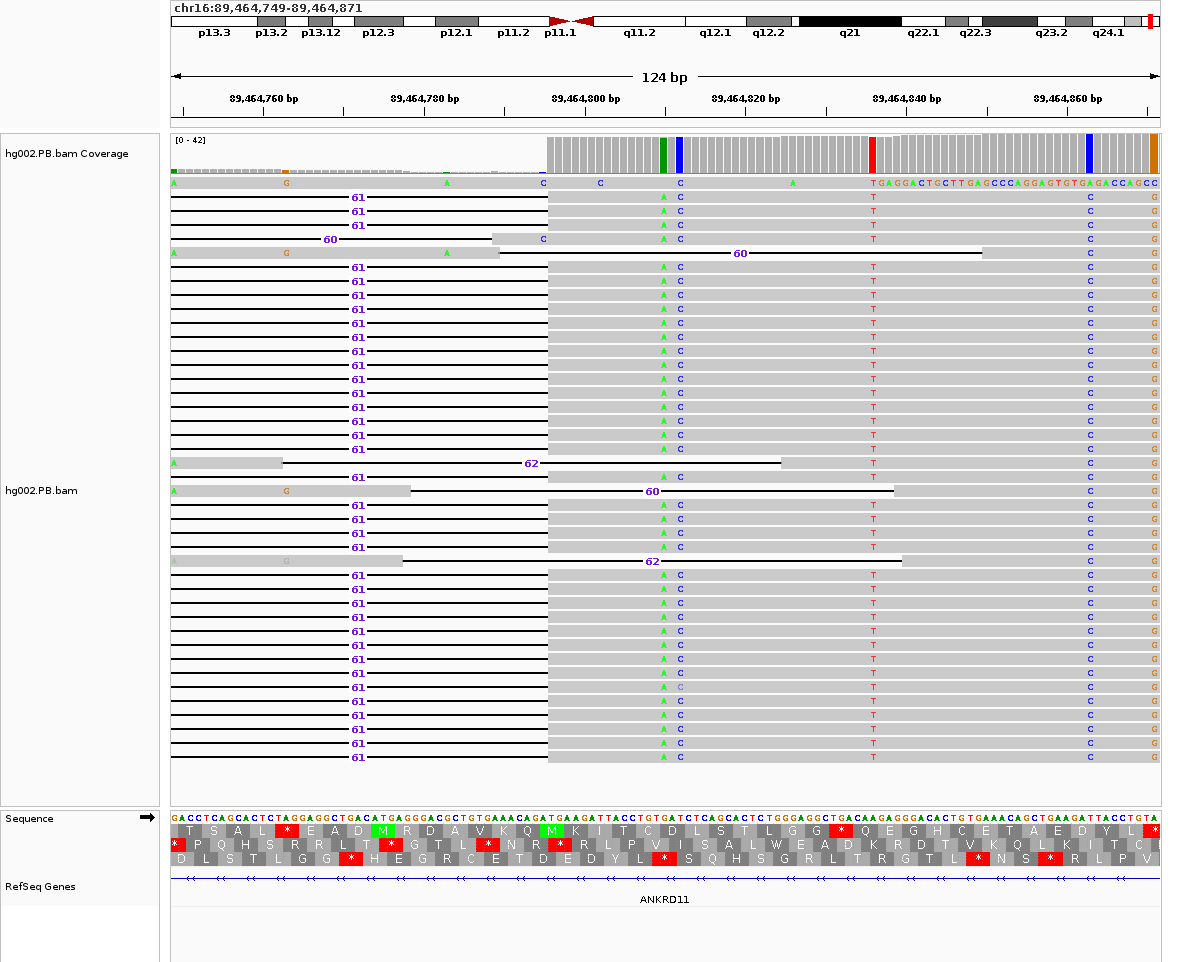 chr16:89,464,749-89,464,871
p13.3 p13.2 p13.12 p12.3 p12.1 p11.2 p11.1 q11.2 q12.1 q12.2 q21 q22.1 q22.3 q23.2 q24.1
124 bp
89,464,760 bp 89,464,780 bp 89,464,800 bp 89,464,820 bp 89,464,840 bp 89,464,860 bp
[0 - 42]
hg002.PB.bam Coverage
A G A C C C A TGAGGACTGCTTGAGCCCAGGAGTGTGAGACCAGCC
61 A C T C G
61 A C T C G
61 A C T C G
60 C A C T C G
A G A 60 C G
61 A C T C G
61 A C T C G
61 A C T C G
61 A C T C G
61 A C T C G
61 A C T C G
61 A C T C G
61 A C T C G
61 A C T C G
61 A C T C G
61 A C T C G
61 A C T C G
61 A C T C G
61 A C T C G
A 62 T C G
61 A C T C G
hg002.PB.bam
A G 60 C G
61 A C T C G
61 A C T C G
61 A C T C G
61 A C T C G
A G 62 C G
61 A C T C G
61 A C T C G
61 A C T C G
61 A C T C G
61 A C T C G
61 A C T C G
61 A C T C G
61 A C T C G
61 A C T C G
61 A C T C G
61 A C T C G
61 A C T C G
61 A C T C G
61 A C T C G
Sequence
GACCTCAGCACTCTAGGAGGCTGACATGAGGGACGCTGTGAAACAGATGAAGATTACCTGTGATCTCAGCACTCTGGGAGGCTGACAAGAGGGACACTGTGAAACAGCTGAAGATTACCTGTA
T S A L * E A D M R D A V K Q M K I T C D L S T L G G * Q E G H C E T A E D Y L *
* P Q H S R R L T * G T L * N R * R L P V I S A L W E A D K R D T V K Q L K I T C
D L S T L G G * H E G R C E T D E D Y L * S Q H S G R L T R G T L * N S * R L P V
RefSeq Genes
ANKRD11